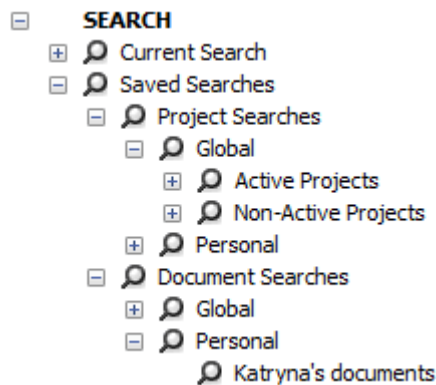 SEARCH
Current Search
Saved Searches
Project Searches
Global
Active Projects
Non-Active Projects
Personal
Document Searches
Global
Personal
Katryna's documents